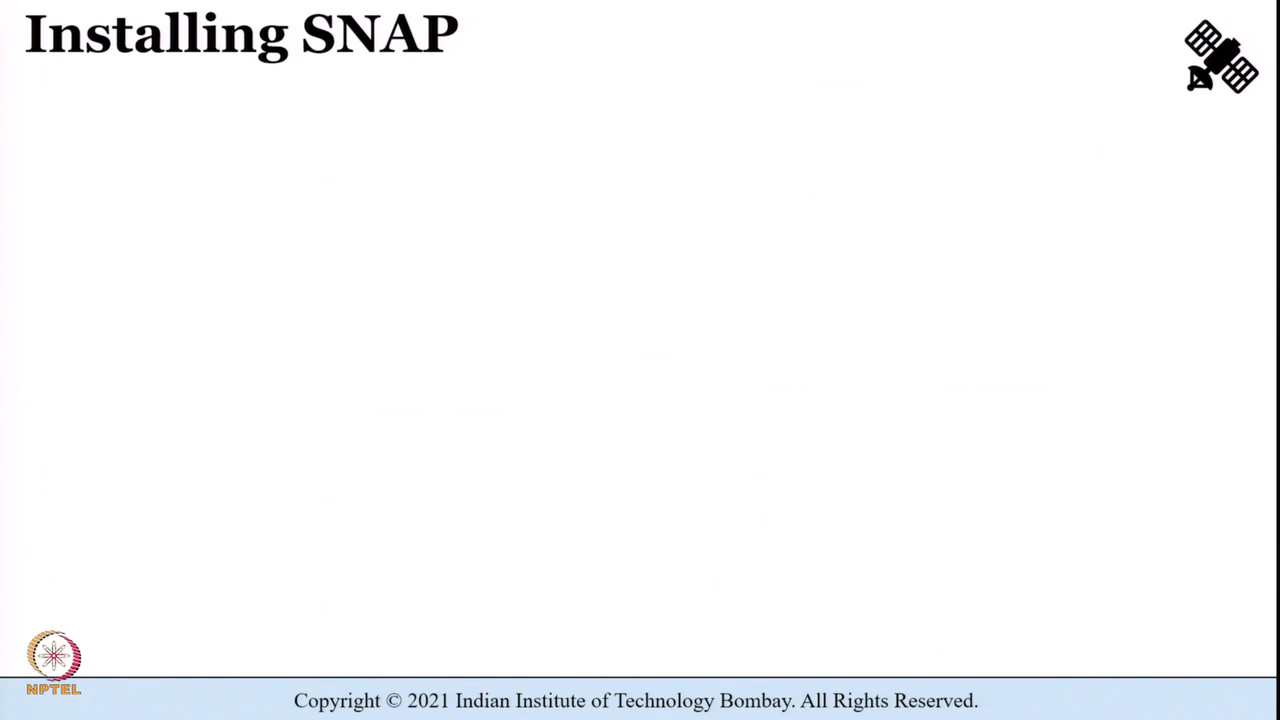 Installing SNAP
NPTEL
Copyright © 2021 Indian Institute of Technology Bombay. All Rights Reserved.